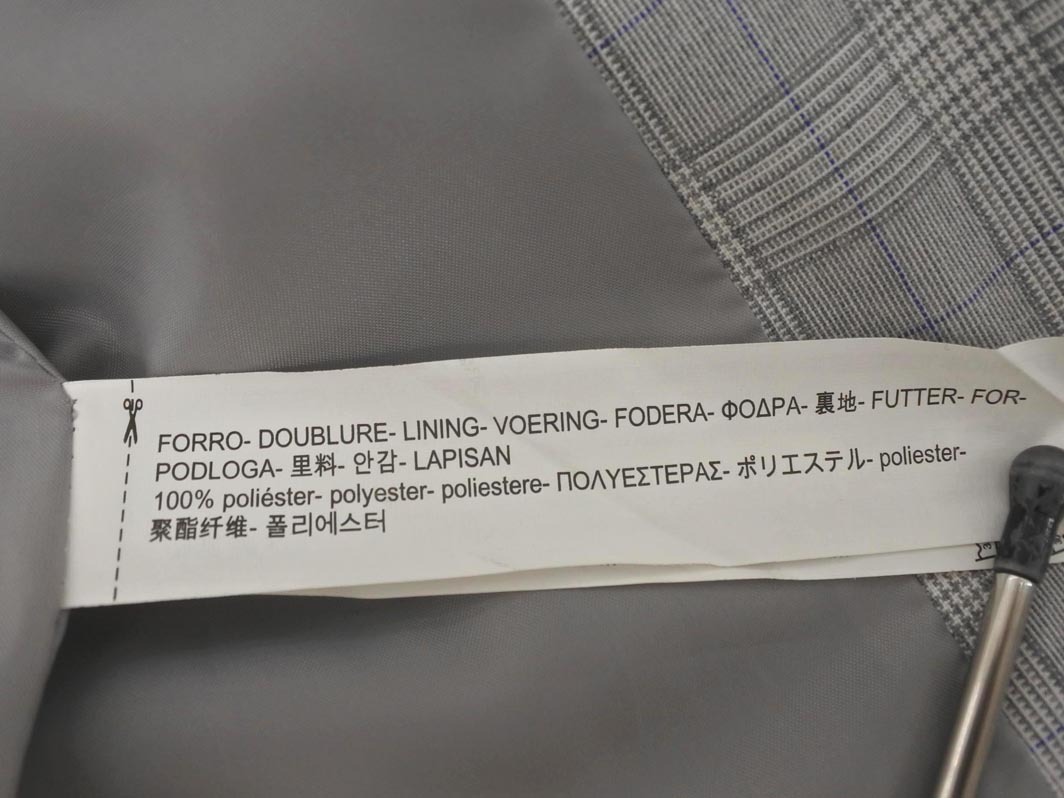 FORRO- DOUBLURE- LINING- VOERING- FODERA- ΦΟΔΡΑ- 裏地- FUTTER- FOR-
PODLOGA- 里料- 안감- LAPISAN
100% poliéster- polyester- poliestere- ΠΟΛΥΕΣΤΕΡΑΣ- ポリエステル- poliester-
聚酯纤维- 폴리에스터